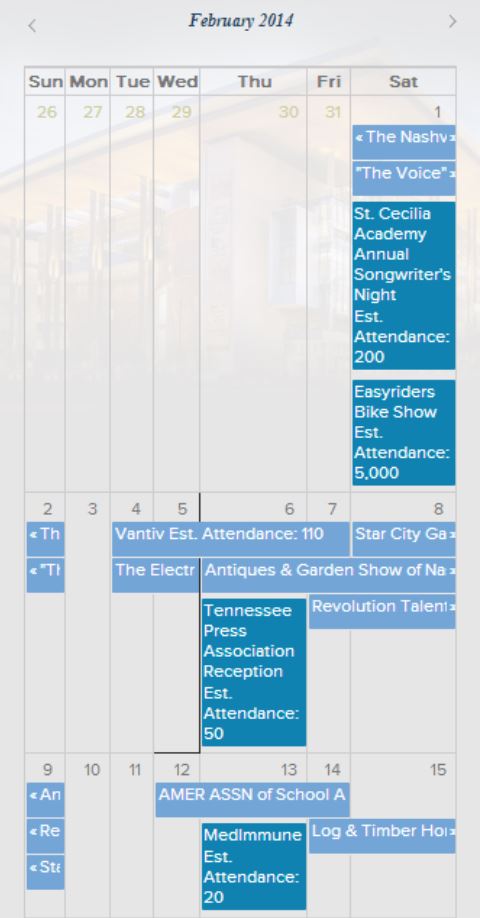 February 2014
Sun Mon Tue Wed Thu Fri Sat
26 27 28 29 30 31 1
« The Nashv
"The Voice"
St. Cecilia
Academy
Annual
Songwriter's
Night
Est.
Attendance:
200
Easyriders
Bike Show
Est.
Attendance:
5,000
2 3 4 5 6 7 8
« Th Vantiv Est. Attendance: 110 Star City Ga
« "Th The Electr Antiques & Garden Show of Na
Revolution Talent
Tennessee
Press
Association
Reception
Est.
Attendance:
50
9 10 11 12 13 14 15
« An AMER ASSN of School A
« Re Log & Timber Ho
MedImmune
Est.
Attendance:
20
« Sta